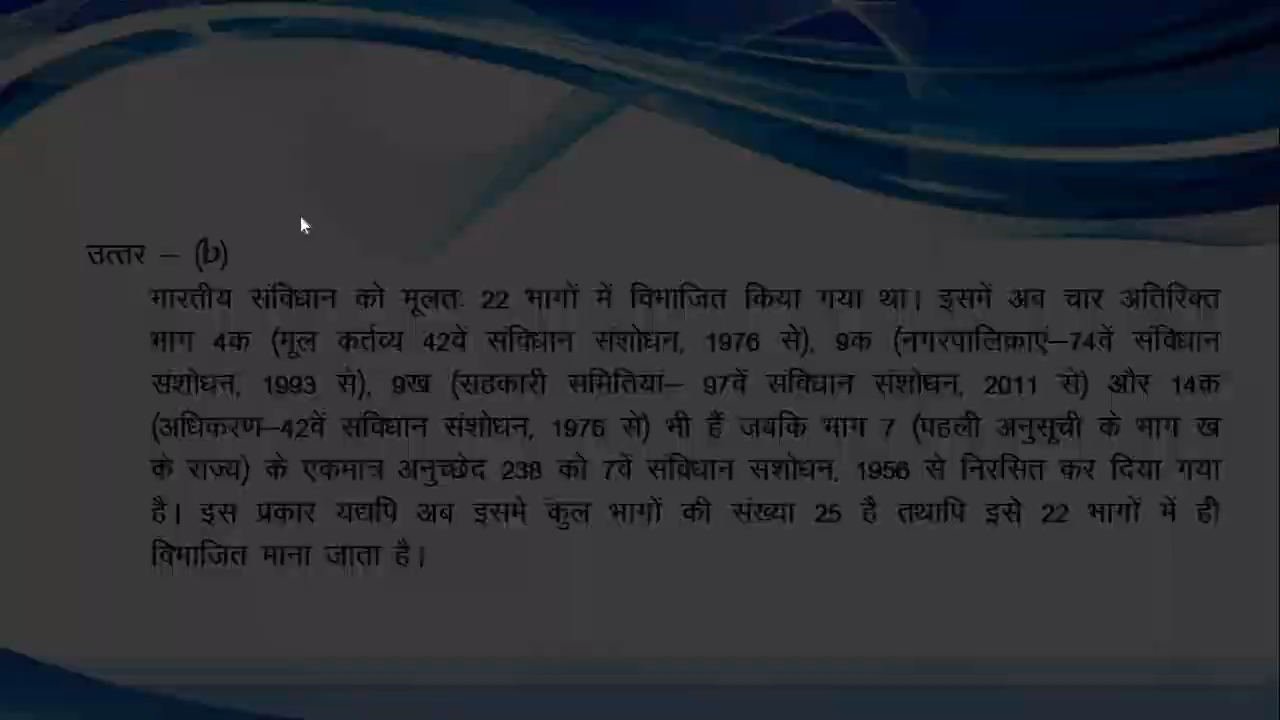 उत्तर – (b)
भारतीय संविधान को मूलतः 22 भागों में विभाजित किया गया था। इसमें अब चार अतिरिक्त
भाग 4क (मूल कर्तव्य 42वें संविधान संशोधन, 1976 से), 9क (नगरपालिकाएं–74वें संविधान
संशोधन, 1993 से), 9ख (सहकारी समितियां– 97वें संविधान संशोधन, 2011 से) और 14क
(अधिकरण–42वें संविधान संशोधन, 1976 से) भी हैं जबकि भाग 7 (पहली अनुसूची के भाग ख
के राज्य) के एकमात्र अनुच्छेद 238 को 7वें संविधान संशोधन, 1956 से निरसित कर दिया गया
है। इस प्रकार यद्यपि अब इसमें कुल भागों की संख्या 25 है तथापि इसे 22 भागों में ही
विभाजित माना जाता है।